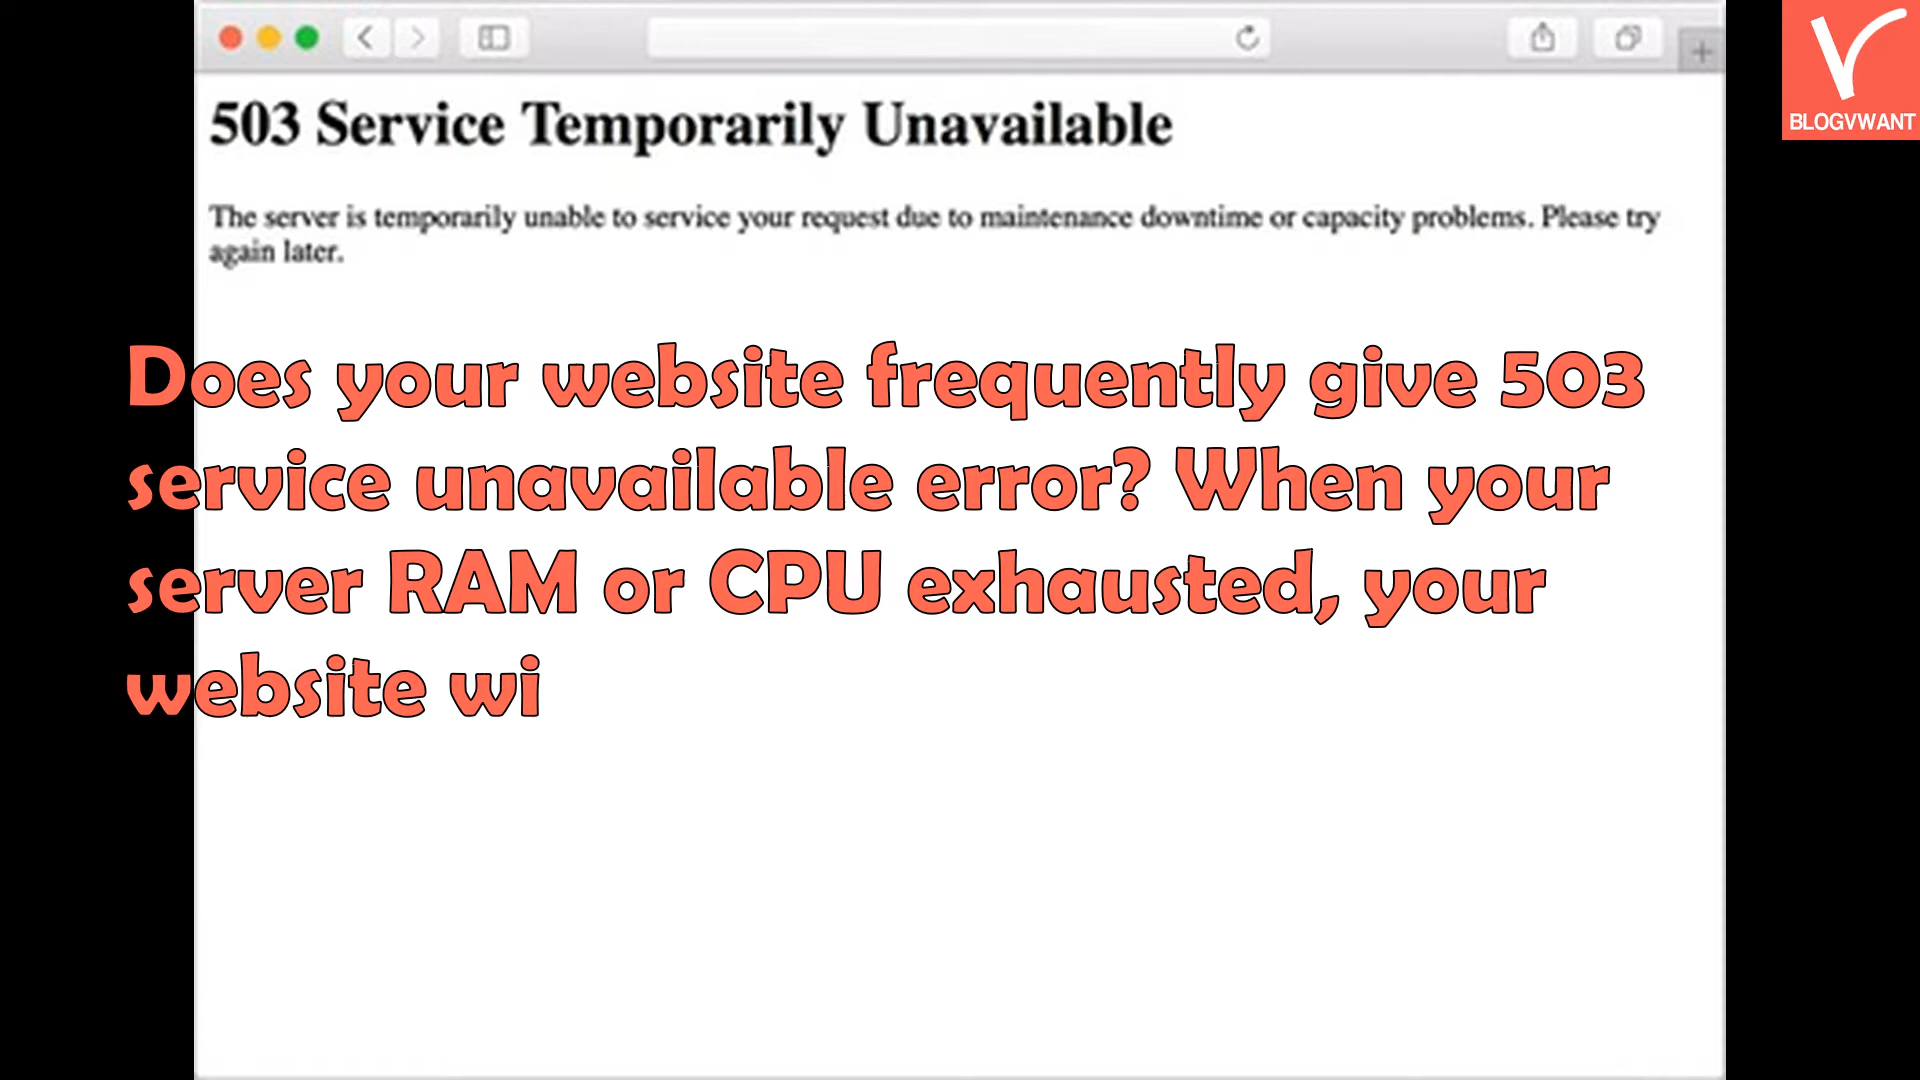 503 Service Temporarily Unavailable
The server is temporarily unable to service your request due to maintenance downtime or capacity problems. Please try
again later.
Does your website frequently give 503
service unavailable error? When your
server RAM or CPU exhausted, your
website wi
BLOGVWANT